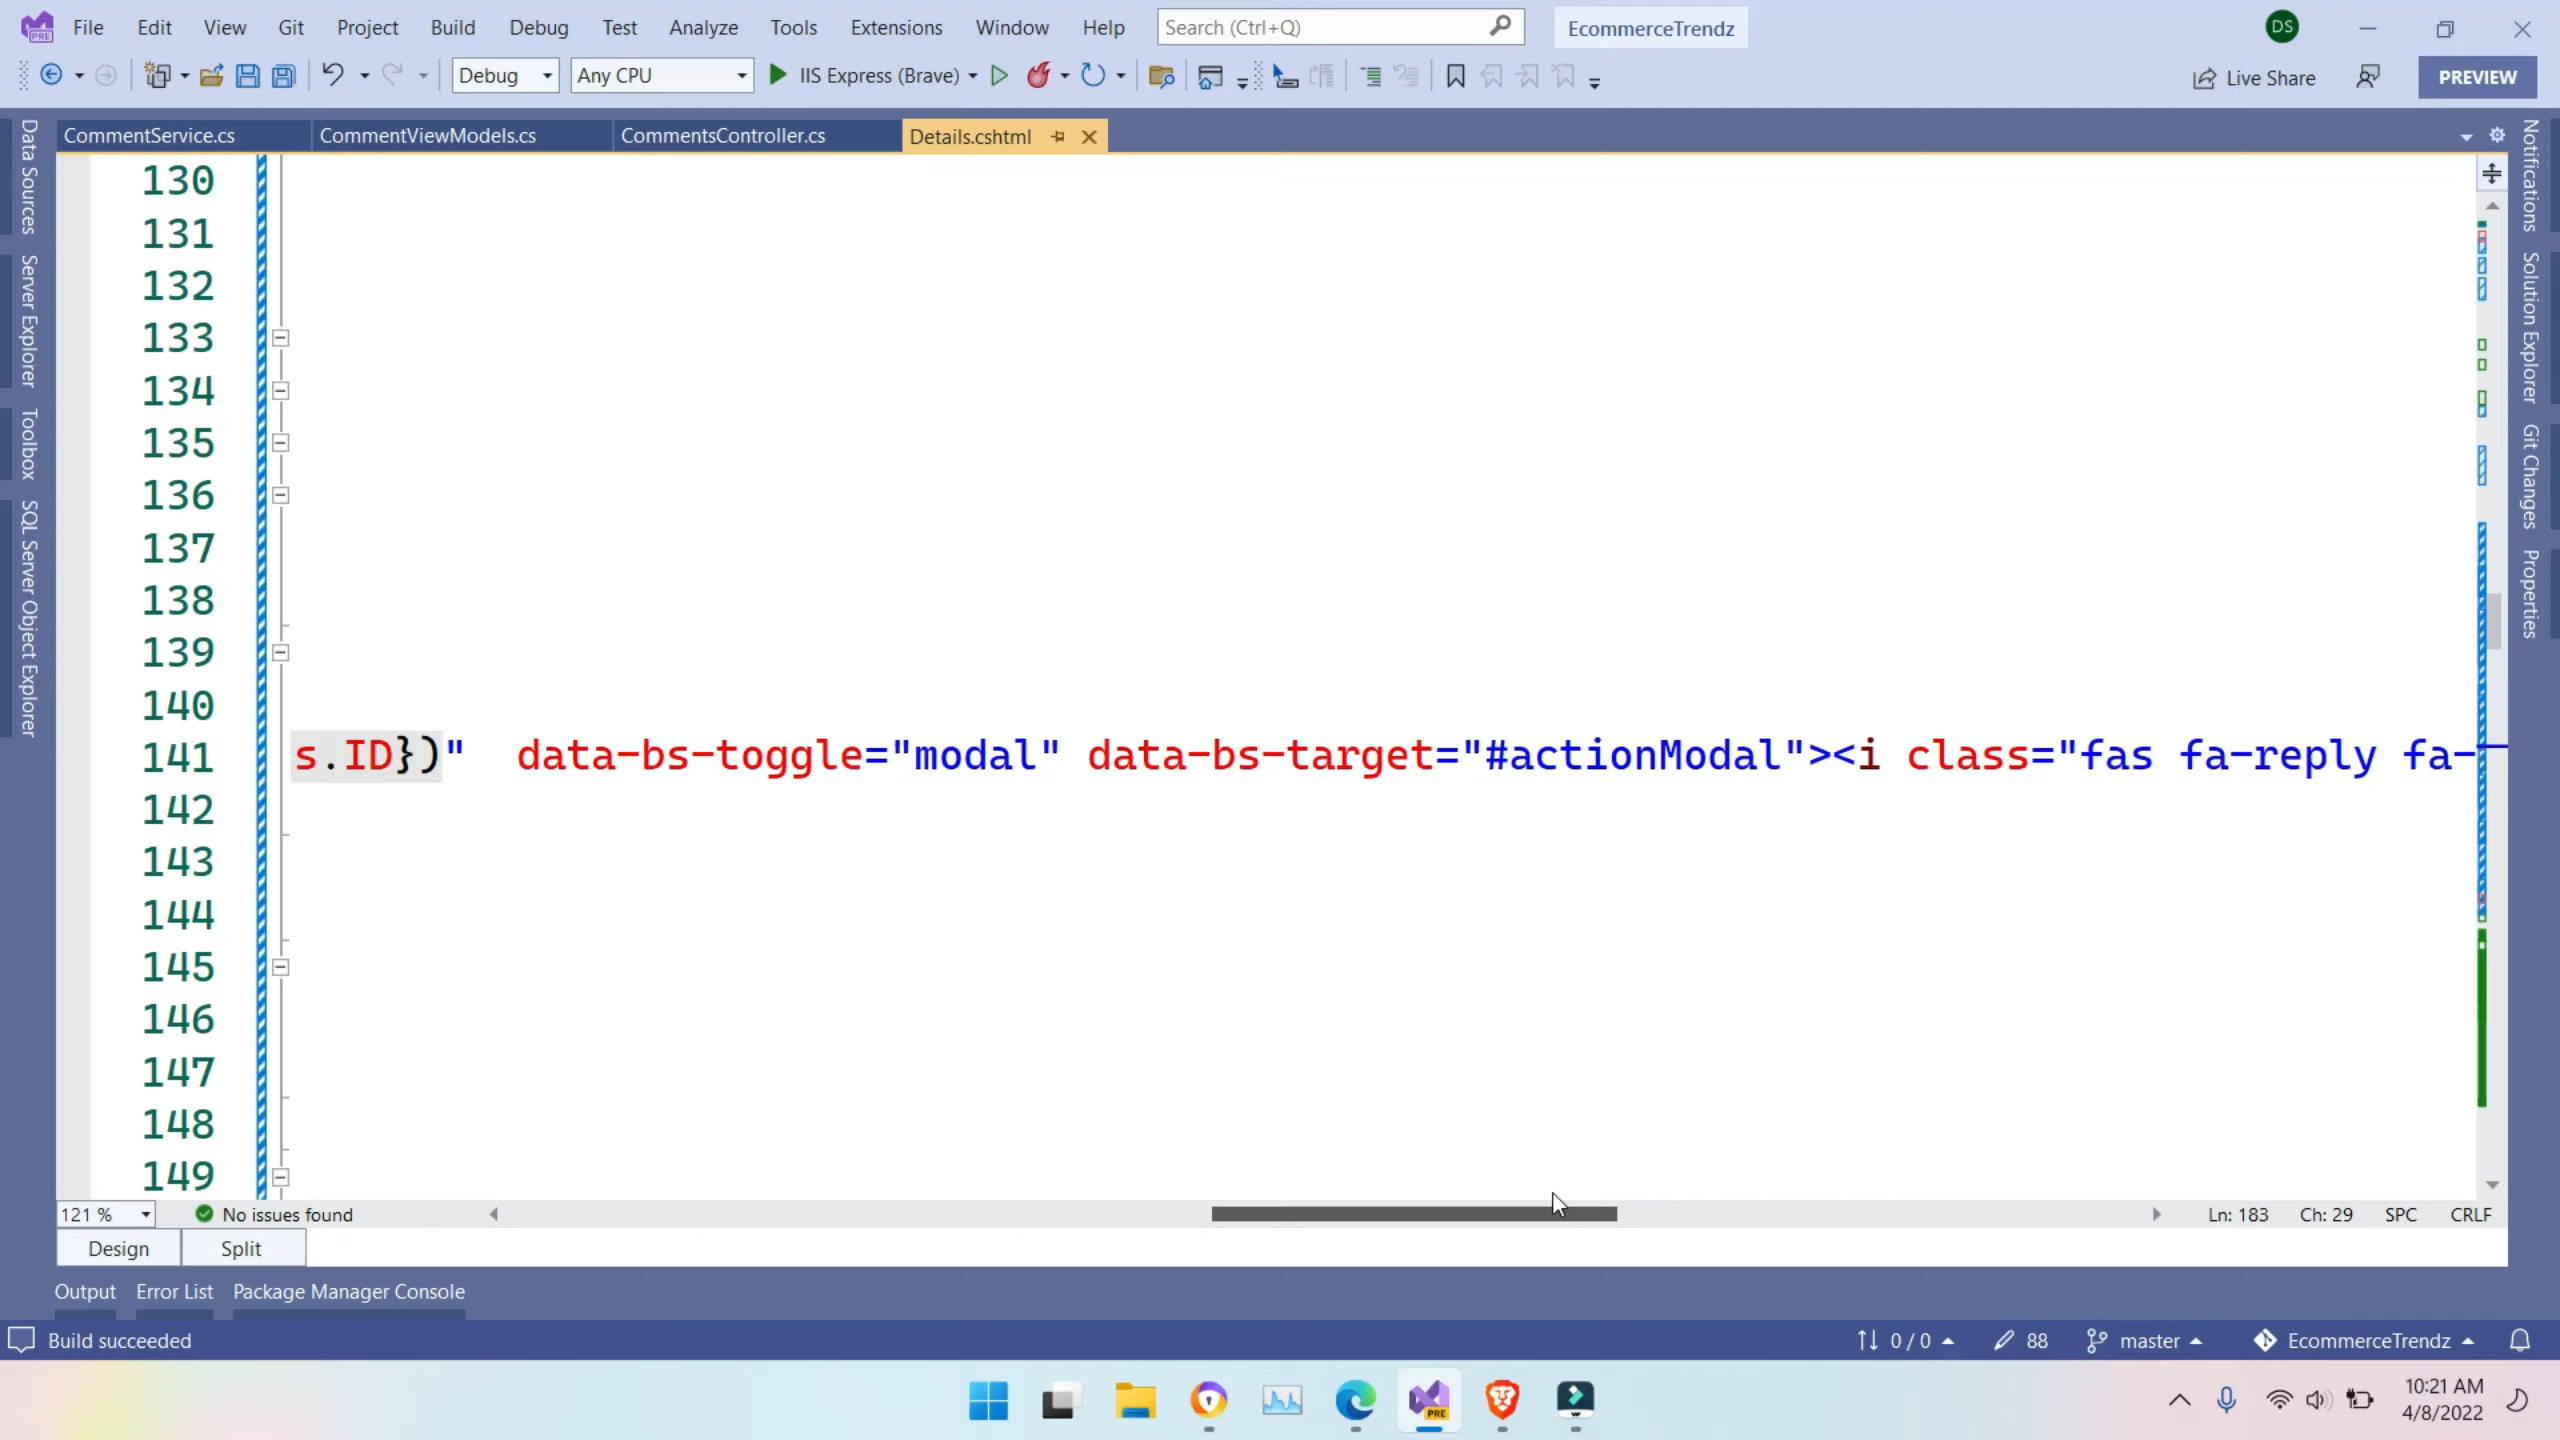 File Edit View Git Project Build Debug Test Analyze Tools Extensions Window Help Search (Ctrl+Q) EcommerceTrendz DS
Debug Any CPU IIS Express (Brave) Live Share PREVIEW
CommentService.cs CommentViewModels.cs CommentsController.cs Details.cshtml
Data Sources
Server Explorer
Toolbox
SQL Server Object Explorer
130
131
132
133
134
135
136
137
138
139
140
141 s.ID})"  data-bs-toggle="modal" data-bs-target="#actionModal"><i class="fas fa-reply fa-
142
143
144
145
146
147
148
149
Notifications
Solution Explorer
Git Changes
Properties
121 % No issues found Ln: 183 Ch: 29 SPC CRLF
Design Split
Output Error List Package Manager Console
Build succeeded 0 / 0 88 master EcommerceTrendz
PRE
10:21 AM
4/8/2022